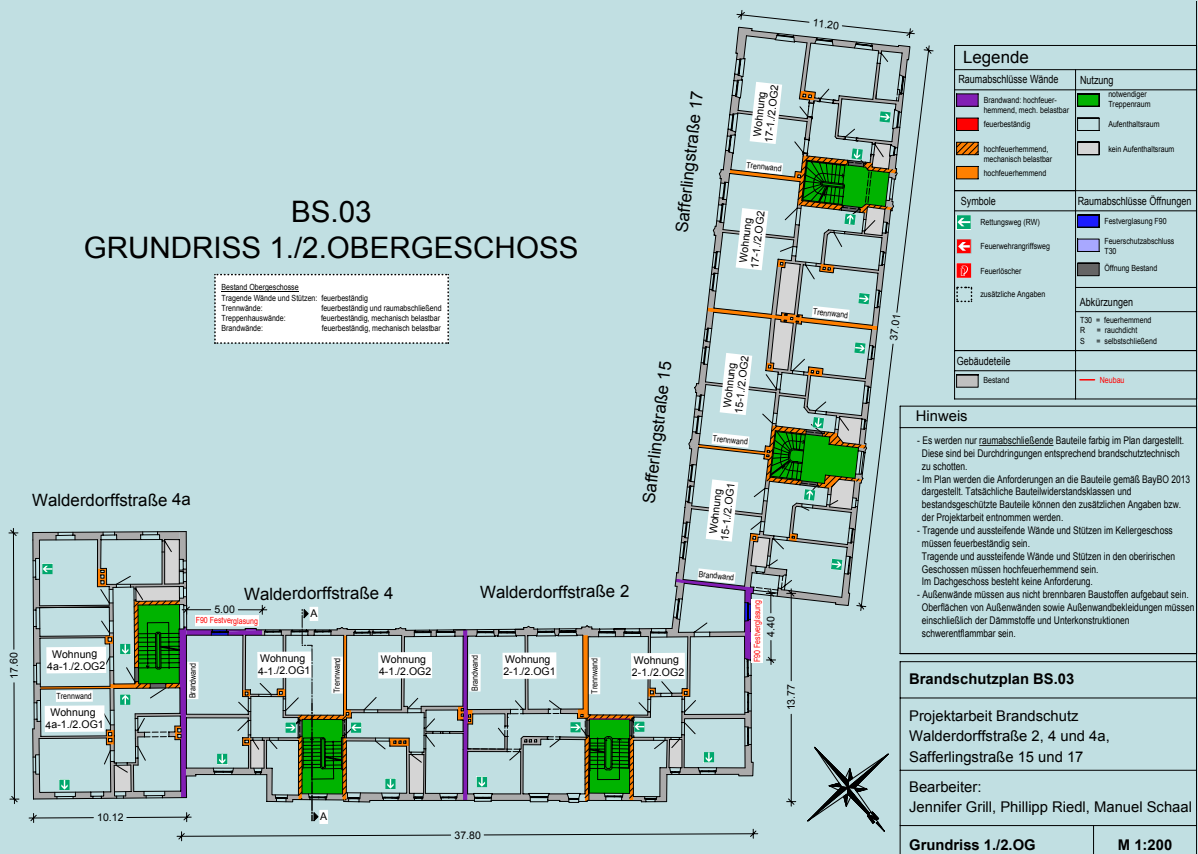 BS.03
GRUNDRISS 1./2.OBERGESCHOSS
Bestand Obergeschosse
Tragende Wände und Stützen: feuerbeständig
Trennwände: feuerbeständig und raumabschließend
Treppenhauswände: feuerbeständig, mechanisch belastbar
Brandwände: feuerbeständig, mechanisch belastbar
Safferlingstraße 17
Safferlingstraße 15
11.20
37.01
Wohnung
17-1./2.OG2
Trennwand
Wohnung
17-1./2.OG2
Trennwand
Wohnung
15-1./2.OG2
Trennwand
Wohnung
15-1./2.OG1
Brandwand
Walderdorffstraße 4a
Walderdorffstraße 4
Walderdorffstraße 2
17.60
10.12
5.00
F90 Festverglasung
A
Wohnung
4a-1./2.OG2
Trennwand
Wohnung
4a-1./2.OG1
Brandwand
Wohnung
4-1./2.OG1
Trennwand
Wohnung
4-1./2.OG2
Brandwand
Wohnung
2-1./2.OG1
Trennwand
Wohnung
2-1./2.OG2
F90 Festverglasung
4.40
13.77
A
37.80
Legende
Raumabschlüsse Wände
Brandwand: hochfeuer-
hemmend, mech. belastbar
feuerbeständig
hochfeuerhemmend,
mechanisch belastbar
hochfeuerhemmend
Nutzung
notwendiger
Treppenraum
Aufenthaltsraum
kein Aufenthaltsraum
Symbole
Rettungsweg (RW)
Feuerwehrangriffsweg
Feuerlöscher
zusätzliche Angaben
Raumabschlüsse Öffnungen
Festverglasung F90
Feuerschutzabschluss
T30
Öffnung Bestand
Abkürzungen
T30 = feuerhemmend
R = rauchdicht
S = selbstschließend
Gebäudeteile
Bestand
Neubau
Hinweis
- Es werden nur raumabschließende Bauteile farbig im Plan dargestellt.
Diese sind bei Durchdringungen entsprechend brandschutztechnisch
zu schotten.
- Im Plan werden die Anforderungen an die Bauteile gemäß BayBO 2013
dargestellt. Tatsächliche Bauteilwiderstandsklassen und
bestandsgeschützte Bauteile können den zusätzlichen Angaben bzw.
der Projektarbeit entnommen werden.
- Tragende und aussteifende Wände und Stützen im Kellergeschoss
müssen feuerbeständig sein.
Tragende und aussteifende Wände und Stützen in den oberirischen
Geschossen müssen hochfeuerhemmend sein.
Im Dachgeschoss besteht keine Anforderung.
- Außenwände müssen aus nicht brennbaren Baustoffen aufgebaut sein.
Oberflächen von Außenwänden sowie Außenwandbekleidungen müssen
einschließlich der Dämmstoffe und Unterkonstruktionen
schwerentflammbar sein.
Brandschutzplan BS.03
Projektarbeit Brandschutz
Walderdorffstraße 2, 4 und 4a,
Safferlingstraße 15 und 17
Bearbeiter:
Jennifer Grill, Phillipp Riedl, Manuel Schaal
Grundriss 1./2.OG
M 1:200